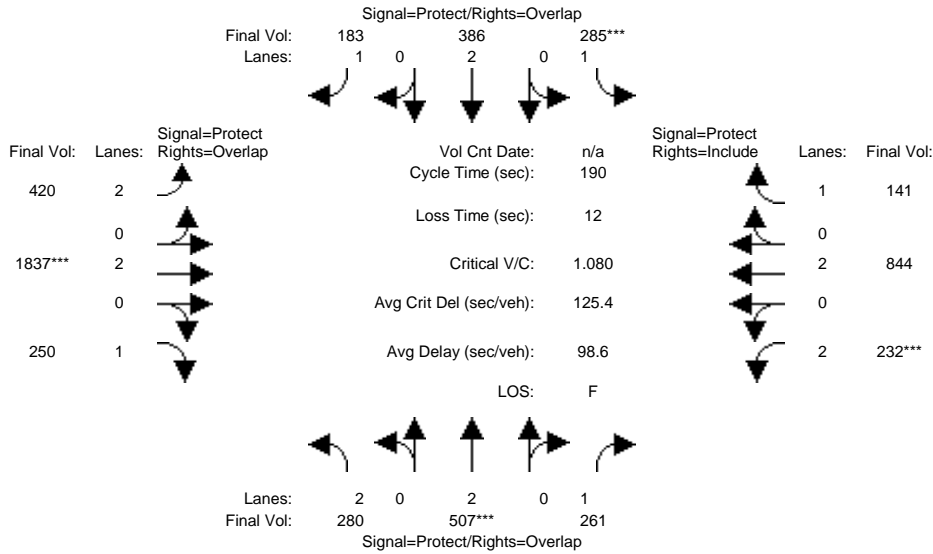 Signal=Protect/Rights=Overlap
Final Vol: 183 386 285***
Lanes: 1 0 2 0 1
Signal=Protect
Final Vol: Lanes: Rights=Overlap
Vol Cnt Date: n/a
Signal=Protect
Rights=Include Lanes: Final Vol:
Cycle Time (sec): 190
420 2 1 141
Loss Time (sec): 12
0 0
1837*** 2 Critical V/C: 1.080 2 844
0 Avg Crit Del (sec/veh): 125.4 0
250 1 Avg Delay (sec/veh): 98.6 2 232***
LOS: F
Lanes: 2 0 2 0 1
Final Vol: 280 507*** 261
Signal=Protect/Rights=Overlap